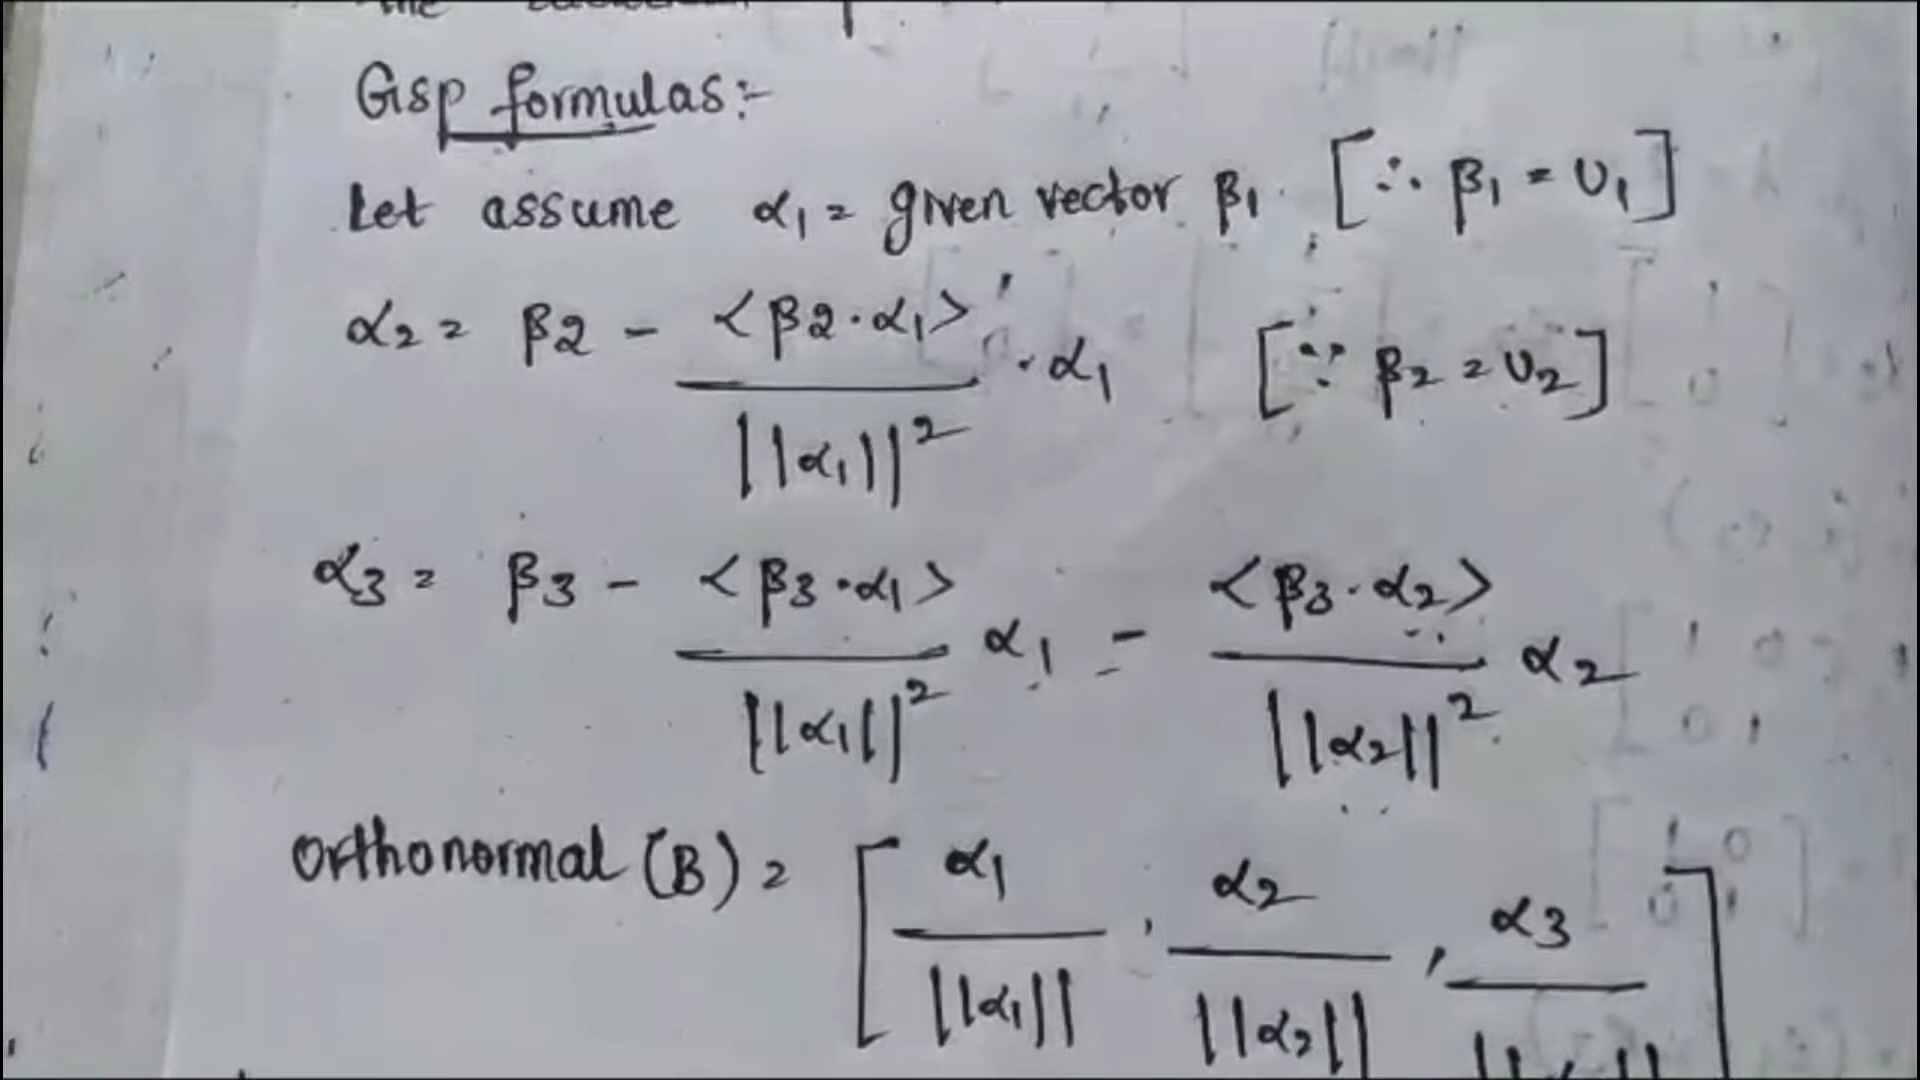 the
Gsp formulas:-
Let assume α₁ = given vector β₁. [∴ β₁ = υ₁]
α₂ = β₂ - <β₂·α₁> / ||α₁||² · α₁ [∵ β₂ = υ₂]
α₃ = β₃ - <β₃·α₁> / ||α₁||² α₁ - <β₃·α₂> / ||α₂||² α₂
Orthonormal (B) = [ α₁ / ||α₁|| , α₂ / ||α₂|| , α₃ / || || ]